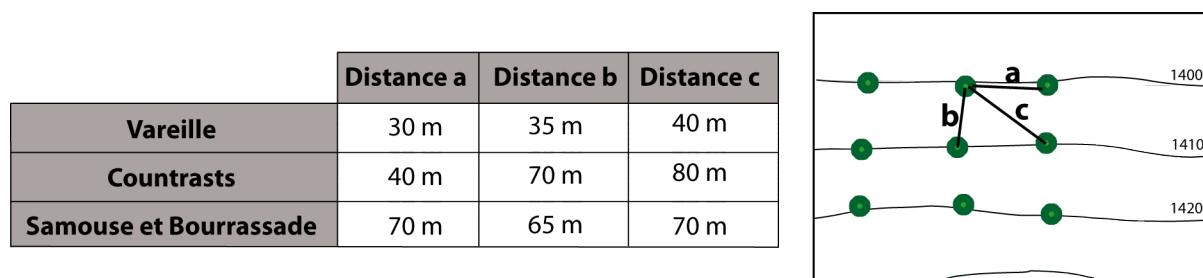 Distance a Distance b Distance c
Vareille 30 m 35 m 40 m
Countrasts 40 m 70 m 80 m
Samouse et Bourrassade 70 m 65 m 70 m
a
1400
b c
1410
1420